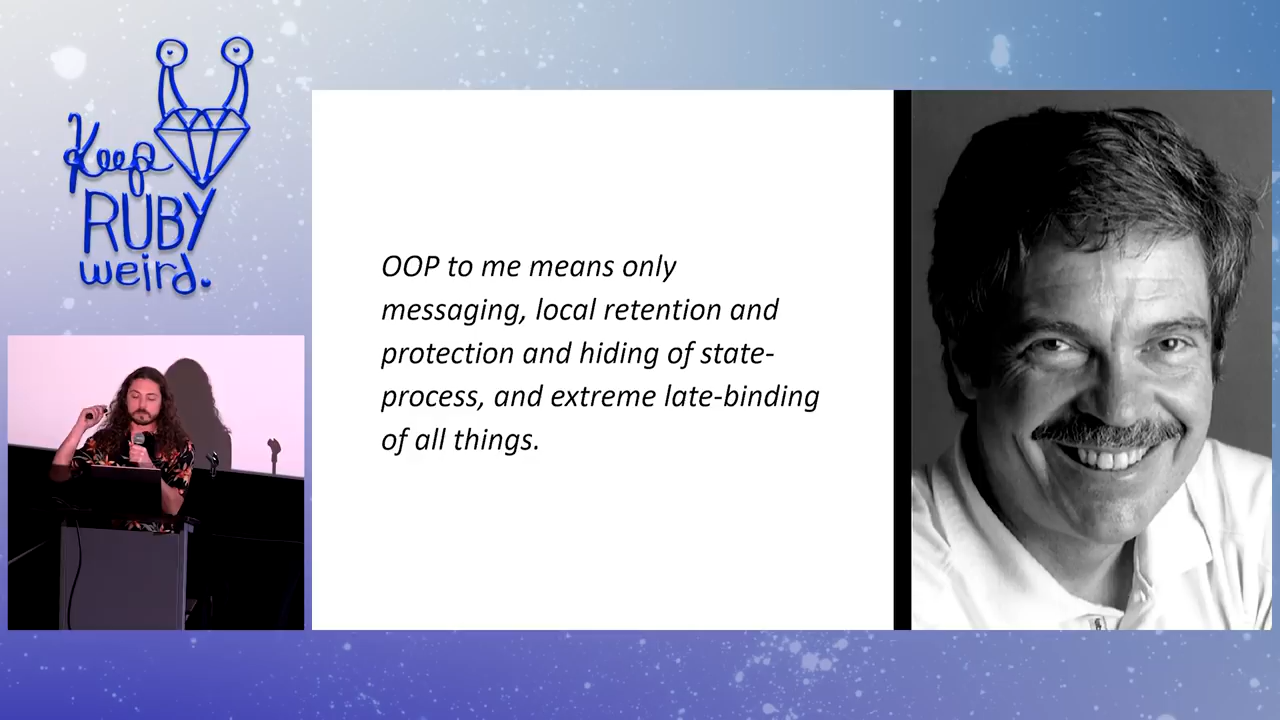 Keep
RUBY
weird.
OOP to me means only
messaging, local retention and
protection and hiding of state-
process, and extreme late-binding
of all things.